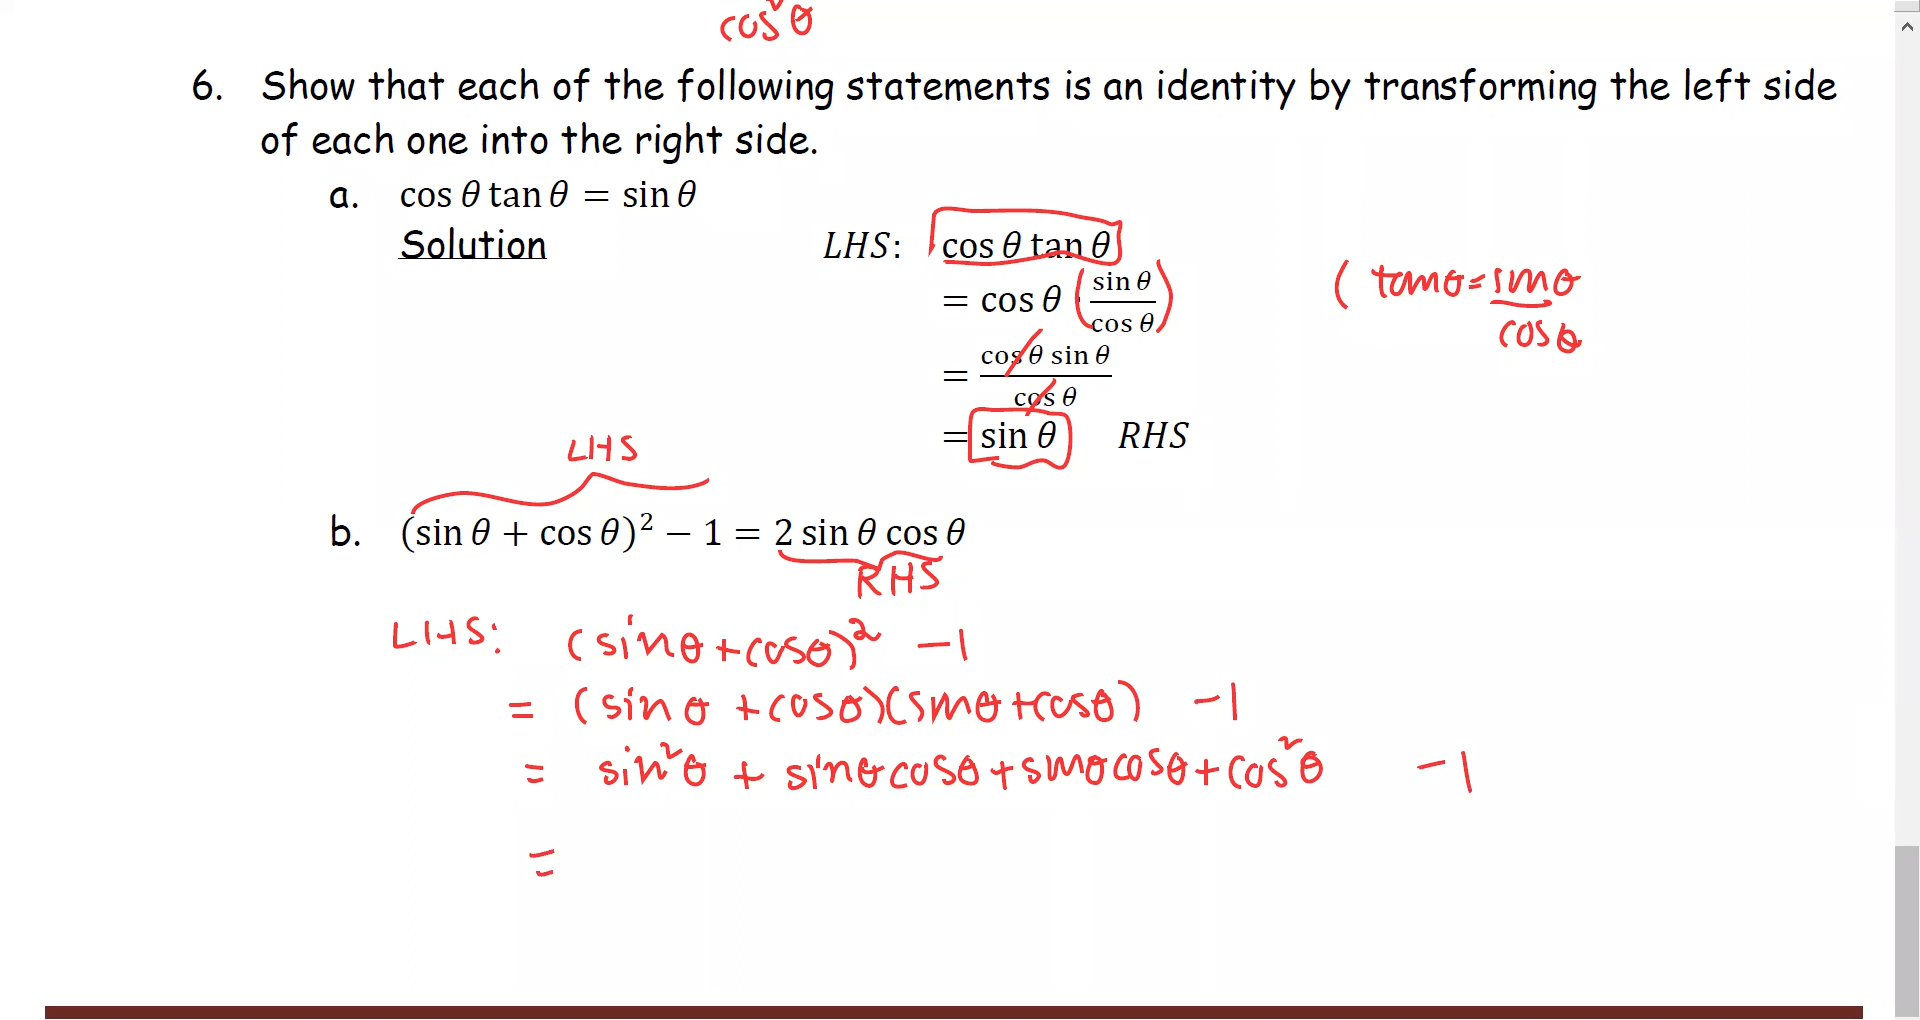 cos²θ
6. Show that each of the following statements is an identity by transforming the left side
of each one into the right side.
a. cos θ tan θ = sin θ
Solution
LHS: cos θ tan θ
= cos θ · (sin θ / cos θ)
( tanθ = sinθ / cosθ
= cos θ sin θ / cos θ
= sin θ RHS
LHS
b. (sin θ + cos θ)² − 1 = 2 sin θ cos θ
RHS
LHS: (sinθ + cosθ)² − 1
= (sinθ + cosθ)(sinθ + cosθ) − 1
= sin²θ + sinθcosθ + sinθcosθ + cos²θ − 1
=